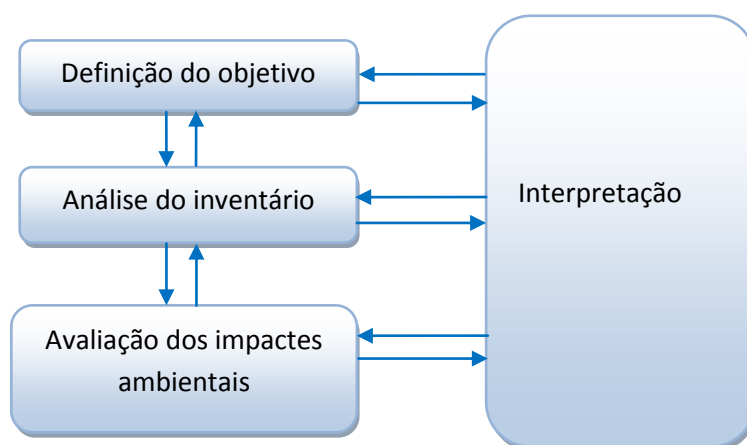 Definição do objetivo
Análise do inventário
Interpretação
Avaliação dos impactes
ambientais